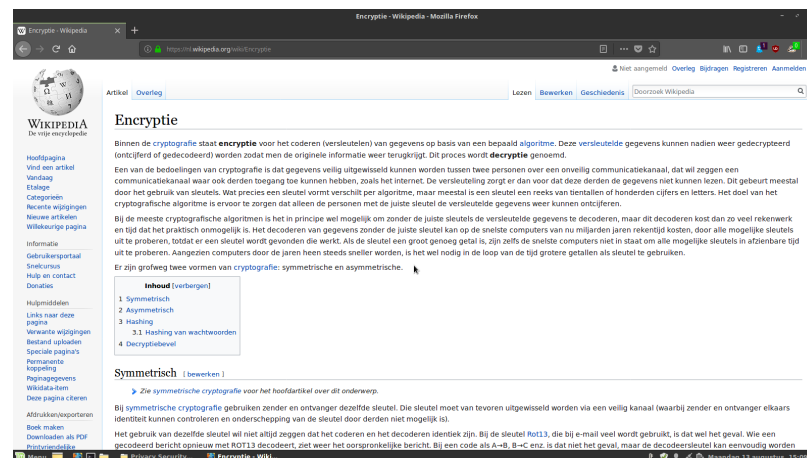 Encryptie - Wikipedia - Mozilla Firefox
Encryptie - Wikipedia
https://nl.wikipedia.org/wiki/Encryptie
Niet aangemeld Overleg Bijdragen Registreren Aanmelden
Artikel Overleg Lezen Bewerken Geschiedenis Doorzoek Wikipedia
WIKIPEDIA
De vrije encyclopedie
Hoofdpagina
Vind een artikel
Vandaag
Etalage
Categorieën
Recente wijzigingen
Nieuwe artikelen
Willekeurige pagina
Informatie
Gebruikersportaal
Snelcursus
Hulp en contact
Donaties
Hulpmiddelen
Links naar deze
pagina
Verwante wijzigingen
Bestand uploaden
Speciale pagina's
Permanente
koppeling
Paginagegevens
Wikidata-item
Deze pagina citeren
Afdrukken/exporteren
Boek maken
Downloaden als PDF
Printvriendelijke
Encryptie
Binnen de cryptografie staat encryptie voor het coderen (versleutelen) van gegevens op basis van een bepaald algoritme. Deze versleutelde gegevens kunnen nadien weer gedecrypteerd
(ontcijferd of gedecodeerd) worden zodat men de originele informatie weer terugkrijgt. Dit proces wordt decryptie genoemd.
Een van de bedoelingen van cryptografie is dat gegevens veilig uitgewisseld kunnen worden tussen twee personen over een onveilig communicatiekanaal, dat wil zeggen een
communicatekanaal waar ook derden toegang toe kunnen hebben, zoals het internet. De versleuteling zorgt er dan voor dat deze derden de gegevens niet kunnen lezen. Dit gebeurt meestal
door het gebruik van sleutels. Wat precies een sleutel vormt verschilt per algoritme, maar meestal is een sleutel een reeks van tientallen of honderden cijfers en letters. Het doel van het
cryptografische algoritme is ervoor te zorgen dat alleen de personen met de juiste sleutel de versleutelde gegevens weer kunnen ontcijferen.
Bij de meeste cryptografische algoritmen is het in principe wel mogelijk om zonder de juiste sleutels de versleutelde gegevens te decoderen, maar dit decoderen kost dan zo veel rekenwerk
en tijd dat het praktisch onmogelijk is. Het decoderen van gegevens zonder de juiste sleutel kan op de snelste computers van nu miljarden jaren rekentijd kosten, door alle mogelijke sleutels
uit te proberen, totdat er een sleutel wordt gevonden die werkt. Als de sleutel een groot genoeg getal is, zijn zelfs de snelste computers niet in staat om alle mogelijke sleutels in afzienbare tijd
uit te proberen. Aangezien computers door de jaren heen steeds sneller worden, is het wel nodig in de loop van de tijd grotere getallen als sleutel te gebruiken.
Er zijn grofweg twee vormen van cryptografie: symmetrische en asymmetrische.
Inhoud [verbergen]
1 Symmetrisch
2 Asymmetrisch
3 Hashing
3.1 Hashing van wachtwoorden
4 Decryptiebevel
Symmetrisch [ bewerken ]
Zie symmetrische cryptografie voor het hoofdartikel over dit onderwerp.
Bij symmetrische cryptografie gebruiken zender en ontvanger dezelfde sleutel. Die sleutel moet van tevoren uitgewisseld worden via een veilig kanaal (waarbij zender en ontvanger elkaars
identiteit kunnen controleren en onderschepping van de sleutel door derden niet mogelijk is).
Het gebruik van dezelfde sleutel wil niet altijd zeggen dat het coderen en het decoderen identiek zijn. Bij de sleutel Rot13, die bij e-mail veel wordt gebruikt, is dat wel het geval. Wie een
gecodeerd bericht opnieuw met ROT13 decodeert, ziet weer het oorspronkelijke bericht. Bij een code als A→B, B→C enz. is dat niet het geval, maar de decodeersleutel kan eenvoudig worden
Menu Privacy Security... Encryptie - Wiki... Maandag 13 augustus, 15:08